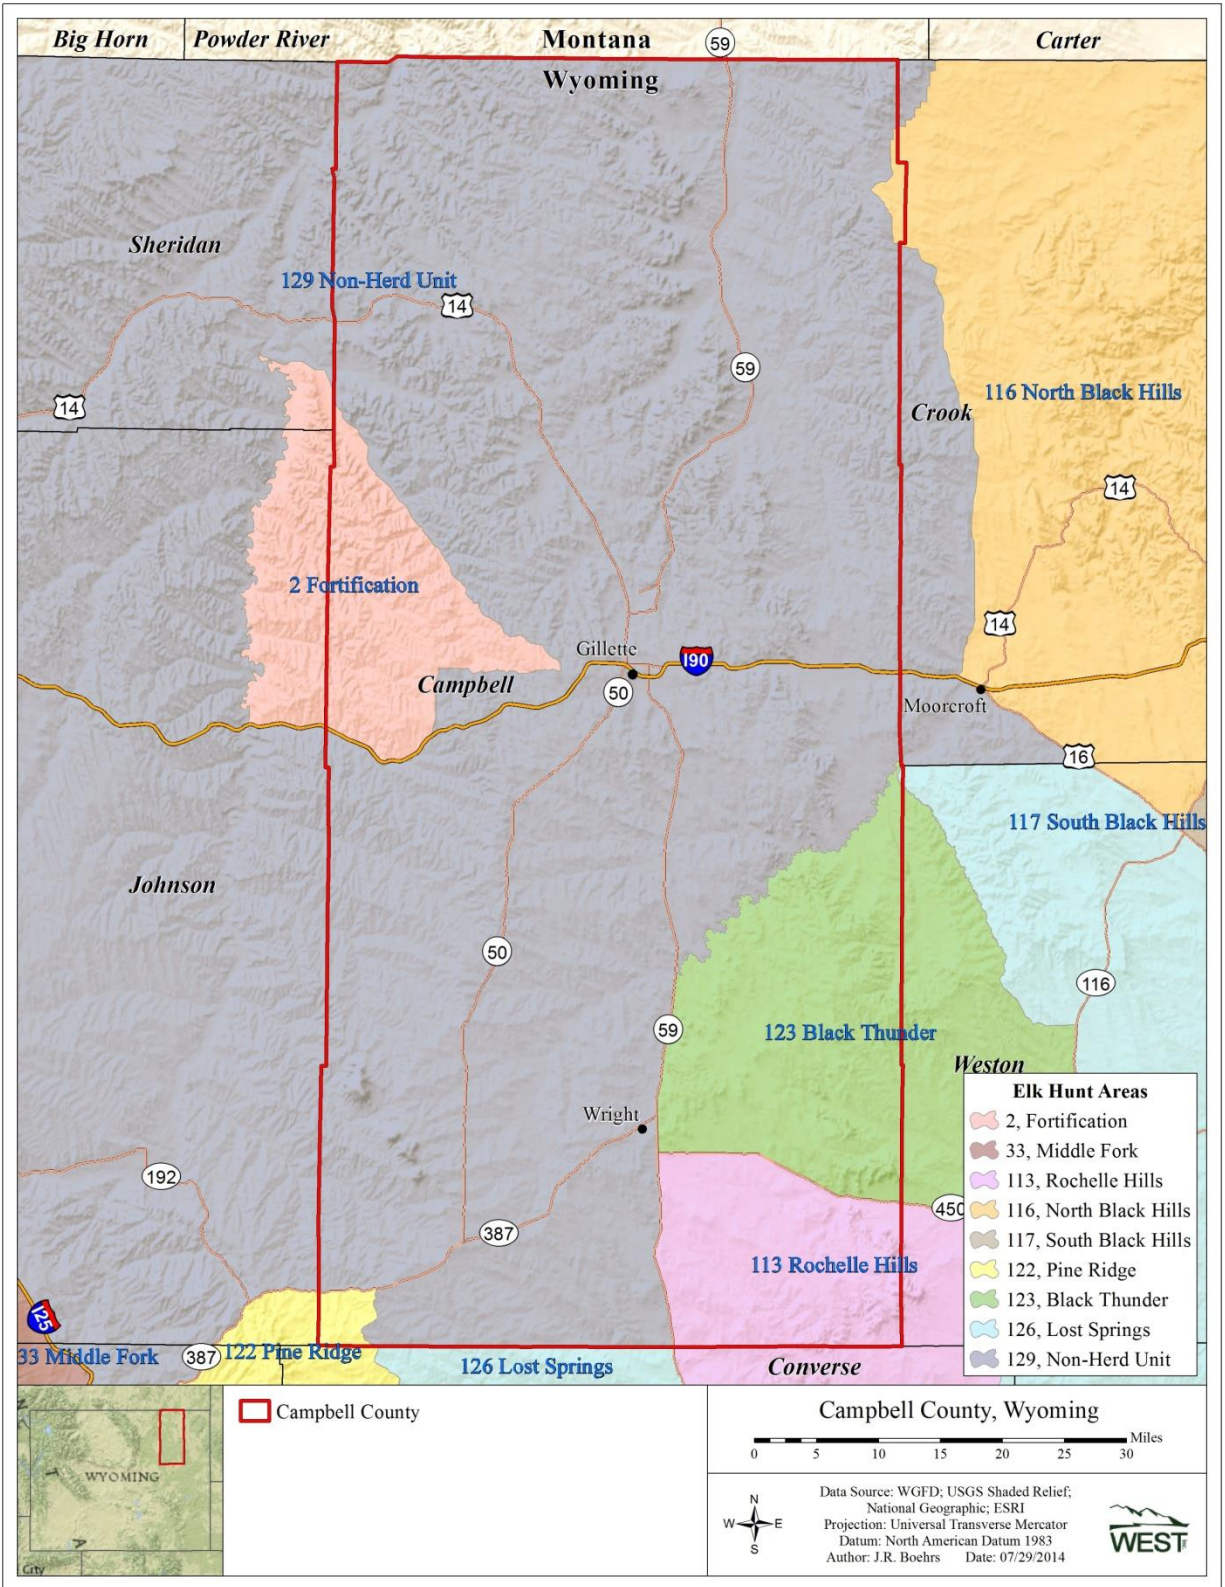 Big Horn
Powder River
Montana
59
Carter
Wyoming
Sheridan
129 Non-Herd Unit
14
59
14
116 North Black Hills
Crook
14
2 Fortification
14
Gillette
I90
Campbell
50
Moorcroft
16
117 South Black Hills
Johnson
50
116
59
123 Black Thunder
Weston
Wright
192
387
450
113 Rochelle Hills
I25
33 Middle Fork
387
122 Pine Ridge
126 Lost Springs
Converse
Elk Hunt Areas
2, Fortification
33, Middle Fork
113, Rochelle Hills
116, North Black Hills
117, South Black Hills
122, Pine Ridge
123, Black Thunder
126, Lost Springs
129, Non-Herd Unit
WYOMING
City
Campbell County
Campbell County, Wyoming
Miles
0 5 10 15 20 25 30
N
W E
S
Data Source: WGFD; USGS Shaded Relief;
National Geographic; ESRI
Projection: Universal Transverse Mercator
Datum: North American Datum 1983
Author: J.R. Boehrs Date: 07/29/2014
WEST